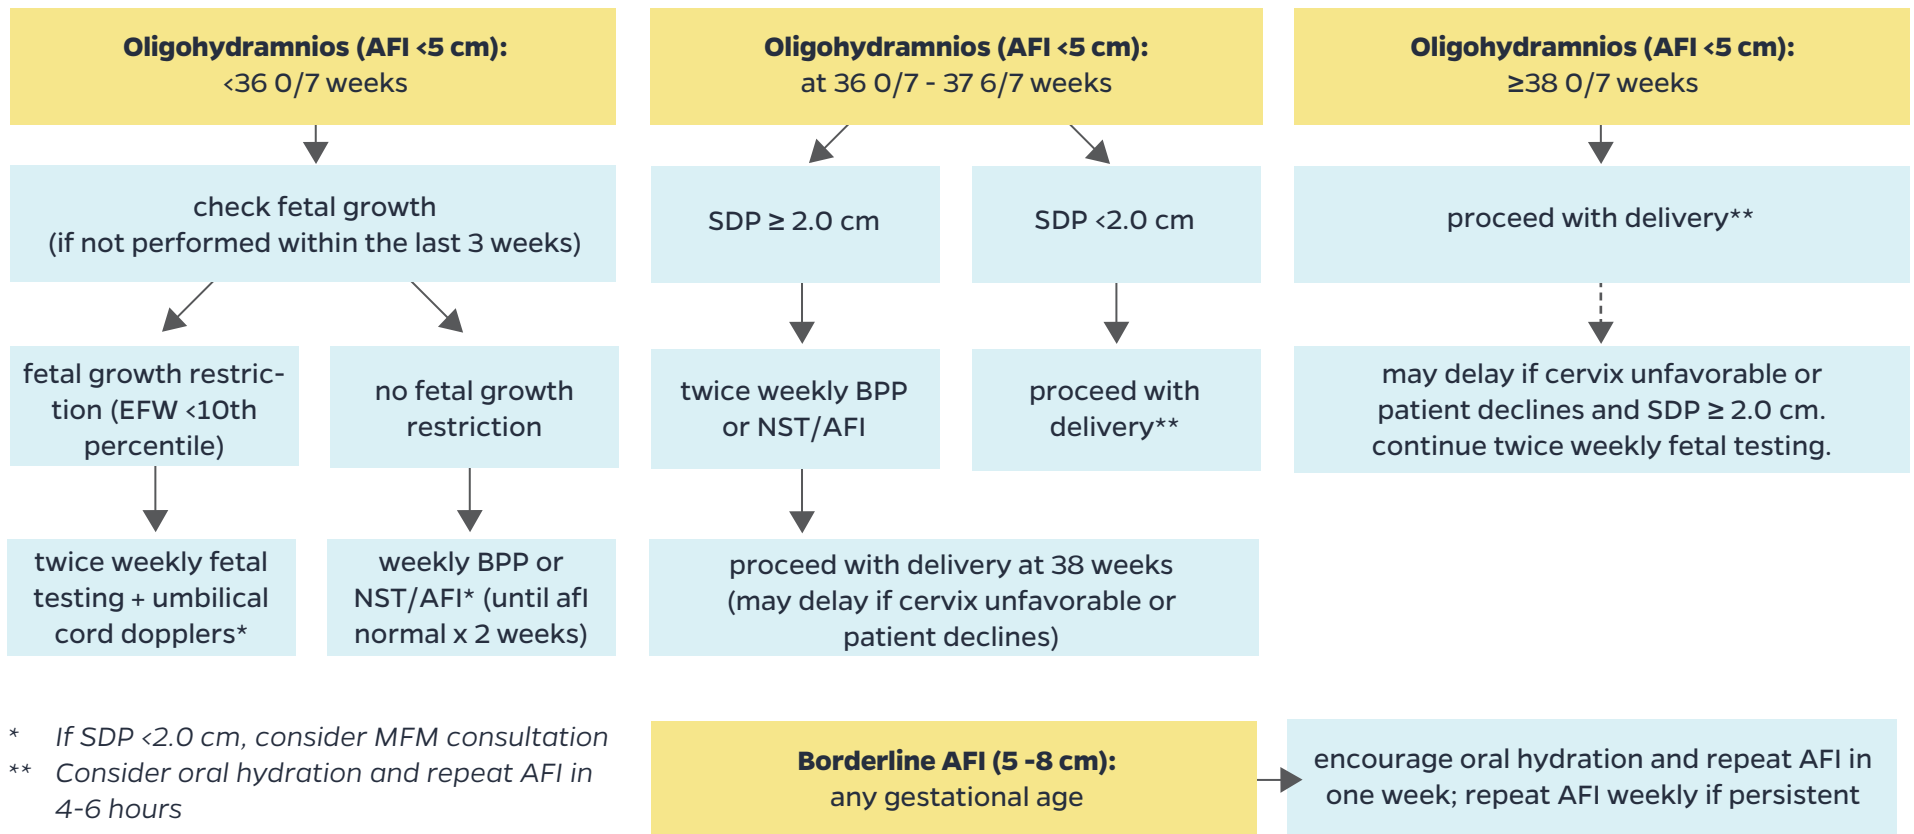 Oligohydramnios (AFI <5 cm):
<36 0/7 weeks
check fetal growth
(if not performed within the last 3 weeks)
fetal growth restric-
tion (EFW <10th
percentile)
no fetal growth
restriction
twice weekly fetal
testing + umbilical
cord dopplers*
weekly BPP or
NST/AFI* (until afI
normal x 2 weeks)
Oligohydramnios (AFI <5 cm):
at 36 0/7 - 37 6/7 weeks
SDP ≥ 2.0 cm
SDP <2.0 cm
twice weekly BPP
or NST/AFI
proceed with
delivery**
proceed with delivery at 38 weeks
(may delay if cervix unfavorable or
patient declines)
Oligohydramnios (AFI <5 cm):
≥38 0/7 weeks
proceed with delivery**
may delay if cervix unfavorable or
patient declines and SDP ≥ 2.0 cm.
continue twice weekly fetal testing.
* If SDP <2.0 cm, consider MFM consultation
** Consider oral hydration and repeat AFI in
4-6 hours
Borderline AFI (5 -8 cm):
any gestational age
encourage oral hydration and repeat AFI in
one week; repeat AFI weekly if persistent